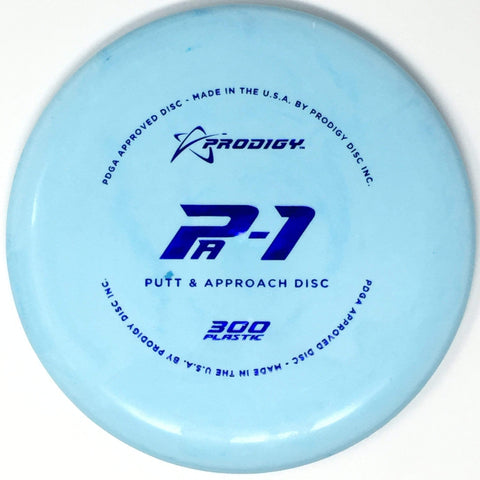 PDGA APPROVED DISC - MADE IN THE U.S.A. BY PRODIGY DISC INC.
PRODIGY™
PA-1
PUTT & APPROACH DISC
300
PLASTIC
PDGA APPROVED DISC - MADE IN THE U.S.A. BY PRODIGY DISC INC.